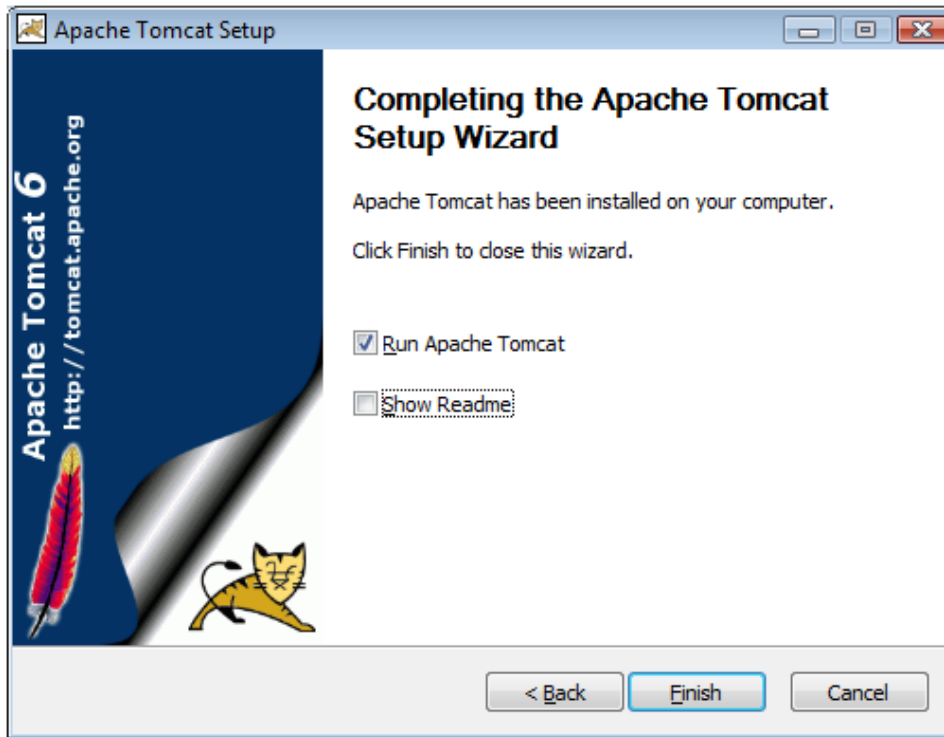 Apache Tomcat Setup
Apache Tomcat 6
http://tomcat.apache.org
Completing the Apache Tomcat
Setup Wizard
Apache Tomcat has been installed on your computer.
Click Finish to close this wizard.
Run Apache Tomcat
Show Readme
< Back
Finish
Cancel